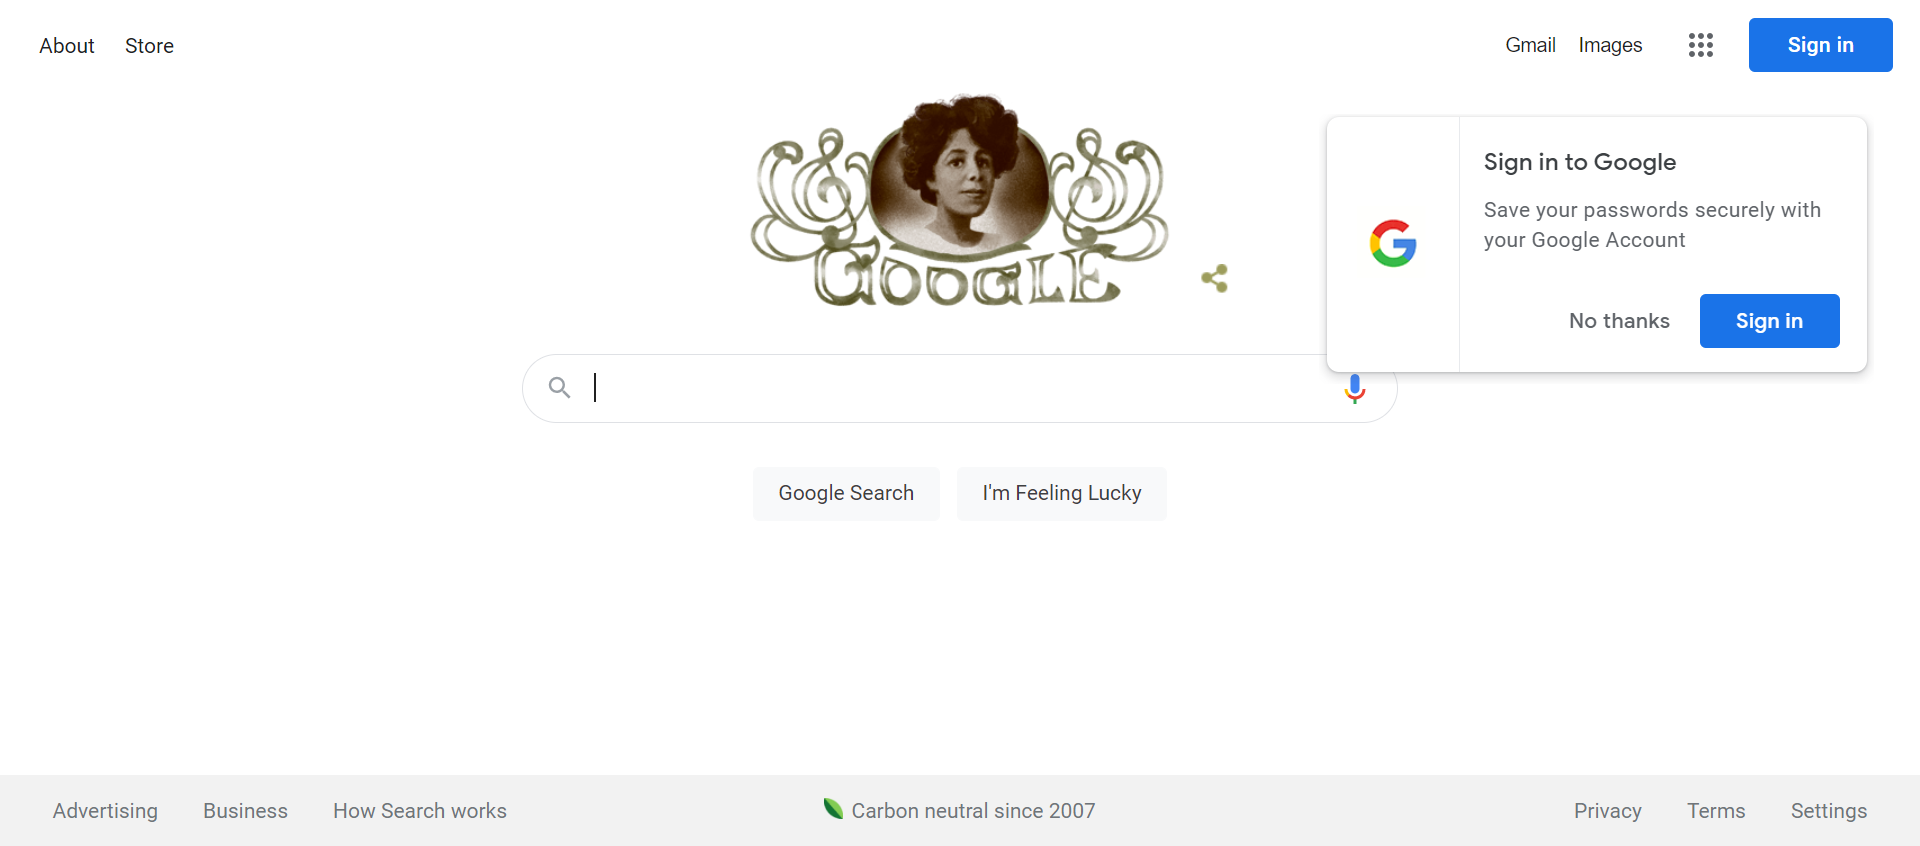 About Store
Gmail Images
Sign in
GOOGLE
Sign in to Google
Save your passwords securely with
your Google Account
No thanks
Sign in
Google Search
I'm Feeling Lucky
Advertising Business How Search works
Carbon neutral since 2007
Privacy Terms Settings